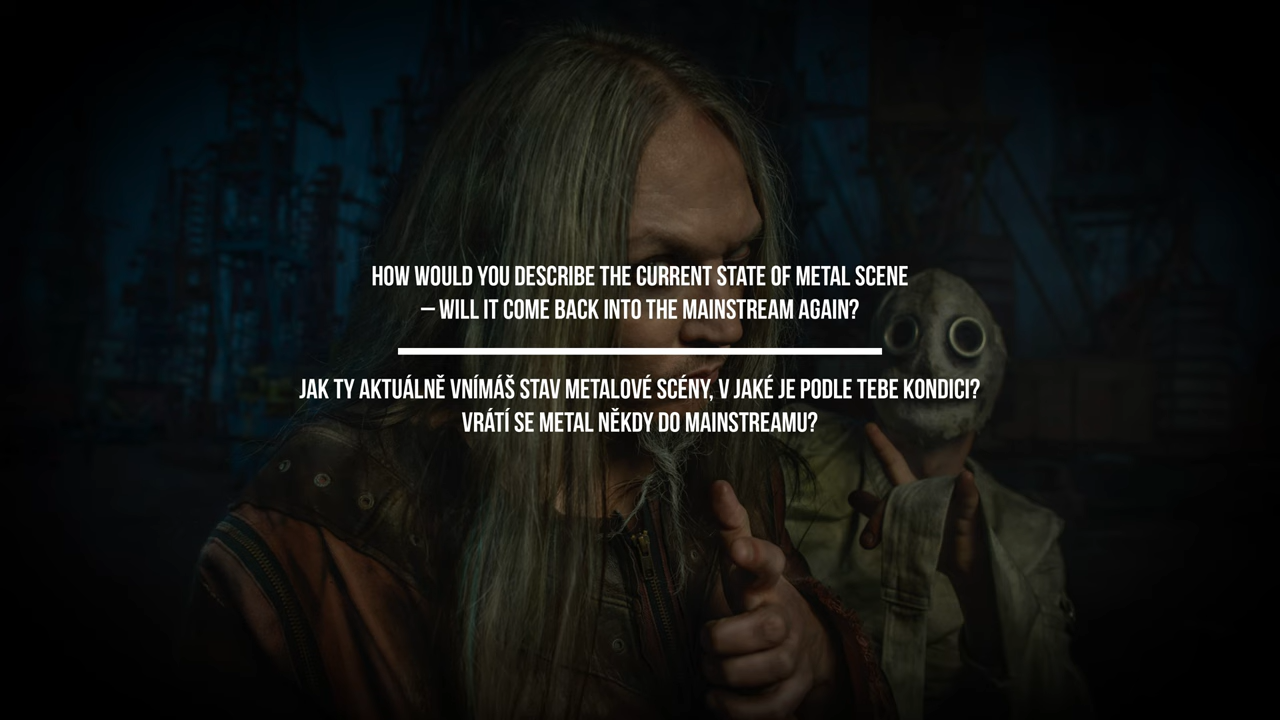 HOW WOULD YOU DESCRIBE THE CURRENT STATE OF METAL SCENE
– WILL IT COME BACK INTO THE MAINSTREAM AGAIN?
JAK TY AKTUÁLNĚ VNÍMÁŠ STAV METALOVÉ SCÉNY, V JAKÉ JE PODLE TEBE KONDICI?
VRÁTÍ SE METAL NĚKDY DO MAINSTREAMU?